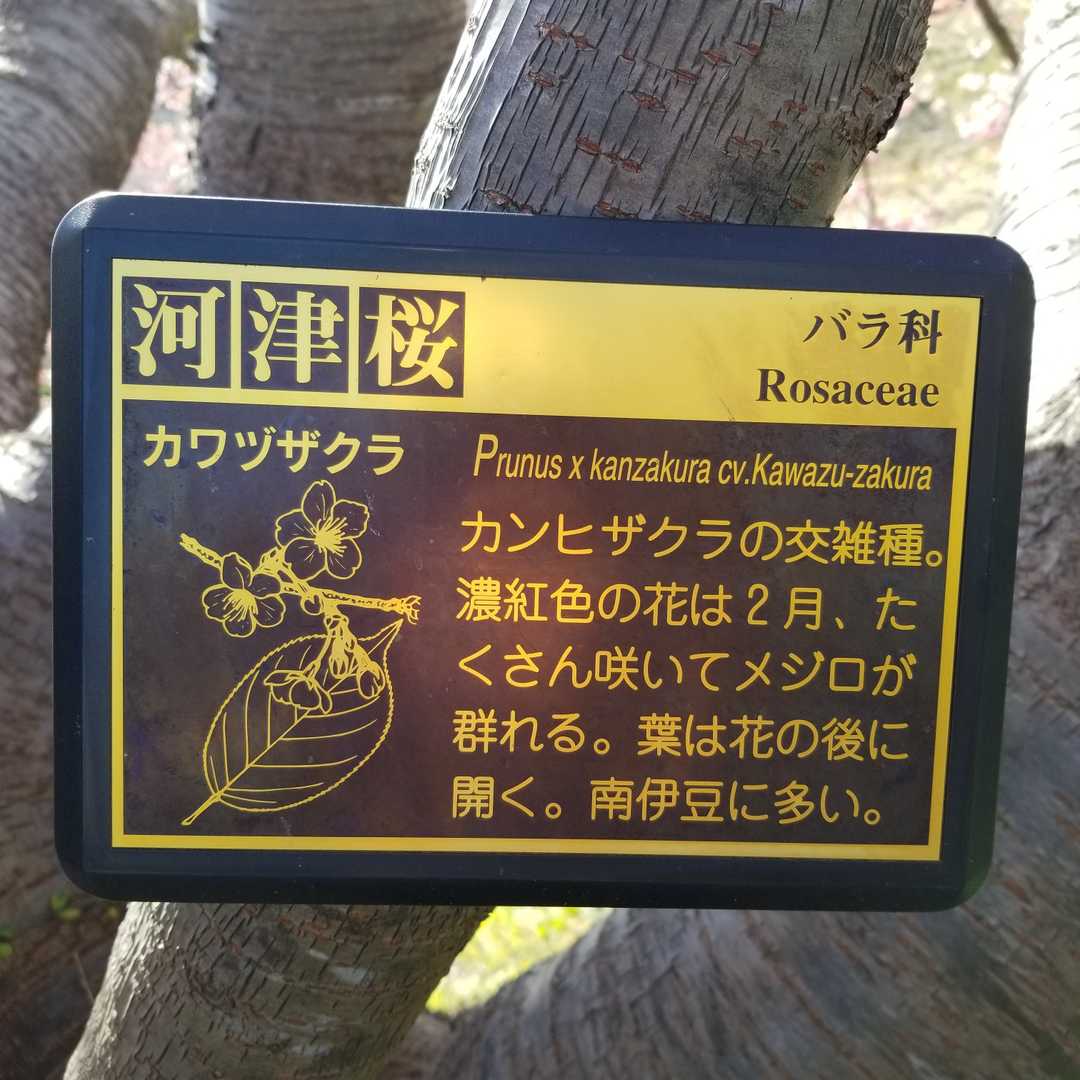 河津桜
バラ科
Rosaceae
カワヅザクラ
Prunus x kanzakura cv.Kawazu-zakura
カンヒザクラの交雑種。
濃紅色の花は2月、た
くさん咲いてメジロが
群れる。葉は花の後に
開く。南伊豆に多い。